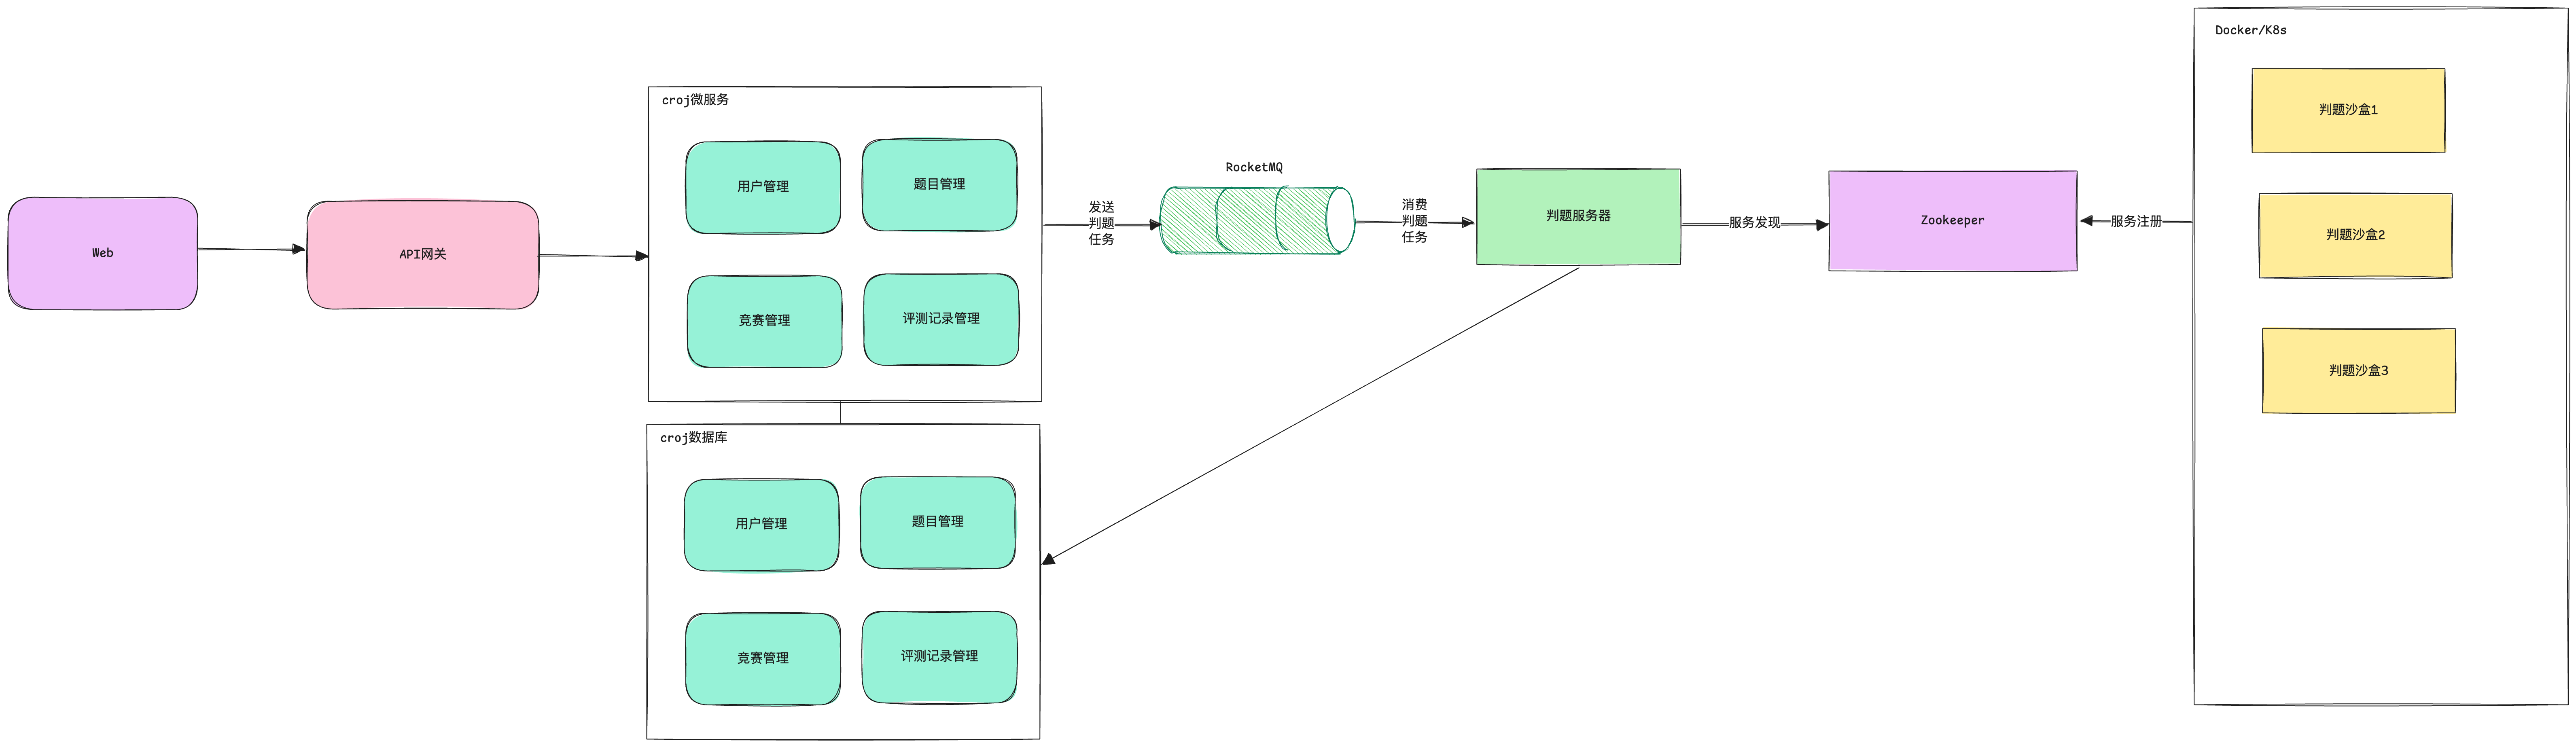 Web
API网关
croj微服务
用户管理
题目管理
竞赛管理
评测记录管理
croj数据库
用户管理
题目管理
竞赛管理
评测记录管理
发送
判题
任务
RocketMQ
消费
判题
任务
判题服务器
服务发现
Zookeeper
服务注册
Docker/K8s
判题沙盒1
判题沙盒2
判题沙盒3